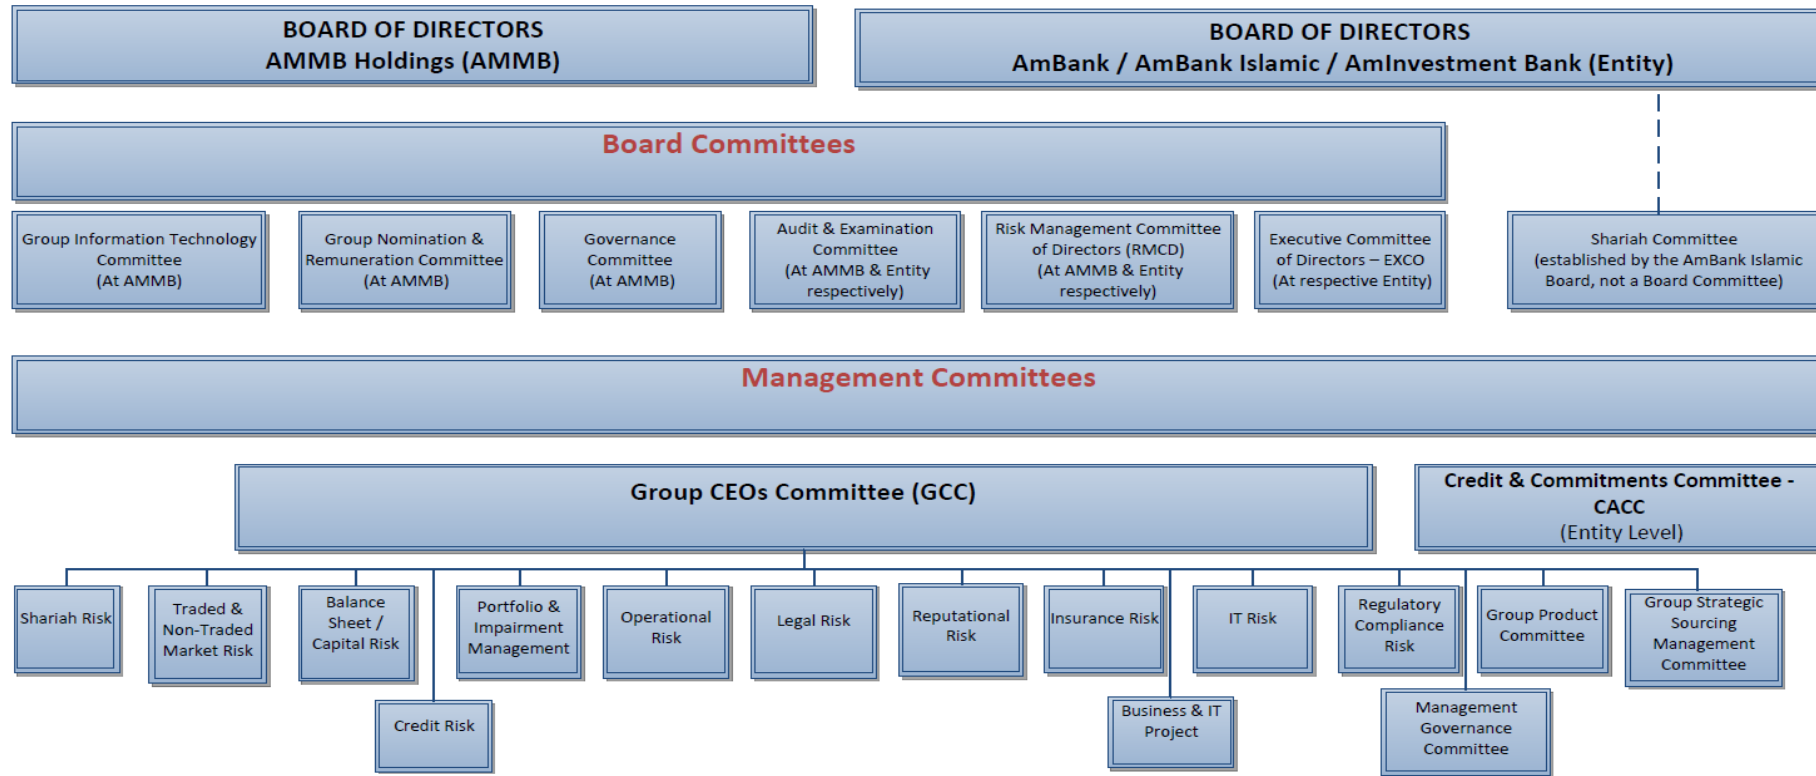 BOARD OF DIRECTORS
AMMB Holdings (AMMB)
BOARD OF DIRECTORS
AmBank / AmBank Islamic / AmInvestment Bank (Entity)
Board Committees
Group Information Technology
Committee
(At AMMB)
Group Nomination &
Remuneration Committee
(At AMMB)
Governance
Committee
(At AMMB)
Audit & Examination
Committee
(At AMMB & Entity
respectively)
Risk Management Committee
of Directors (RMCD)
(At AMMB & Entity
respectively)
Executive Committee
of Directors – EXCO
(At respective Entity)
Shariah Committee
(established by the AmBank Islamic
Board, not a Board Committee)
Management Committees
Group CEOs Committee (GCC)
Credit & Commitments Committee -
CACC
(Entity Level)
Shariah Risk
Traded &
Non-Traded
Market Risk
Balance
Sheet /
Capital Risk
Credit Risk
Portfolio &
Impairment
Management
Operational
Risk
Legal Risk
Reputational
Risk
Insurance Risk
Business & IT
Project
IT Risk
Regulatory
Compliance
Risk
Management
Governance
Committee
Group Product
Committee
Group Strategic
Sourcing
Management
Committee